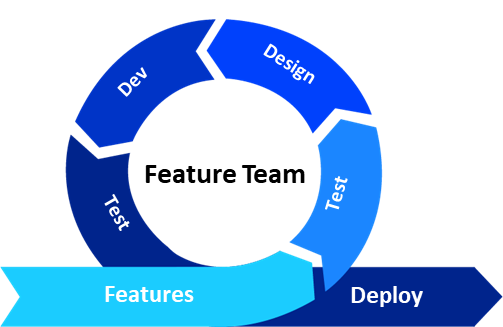 Design
Dev
Feature Team
Test
Test
Features
Deploy